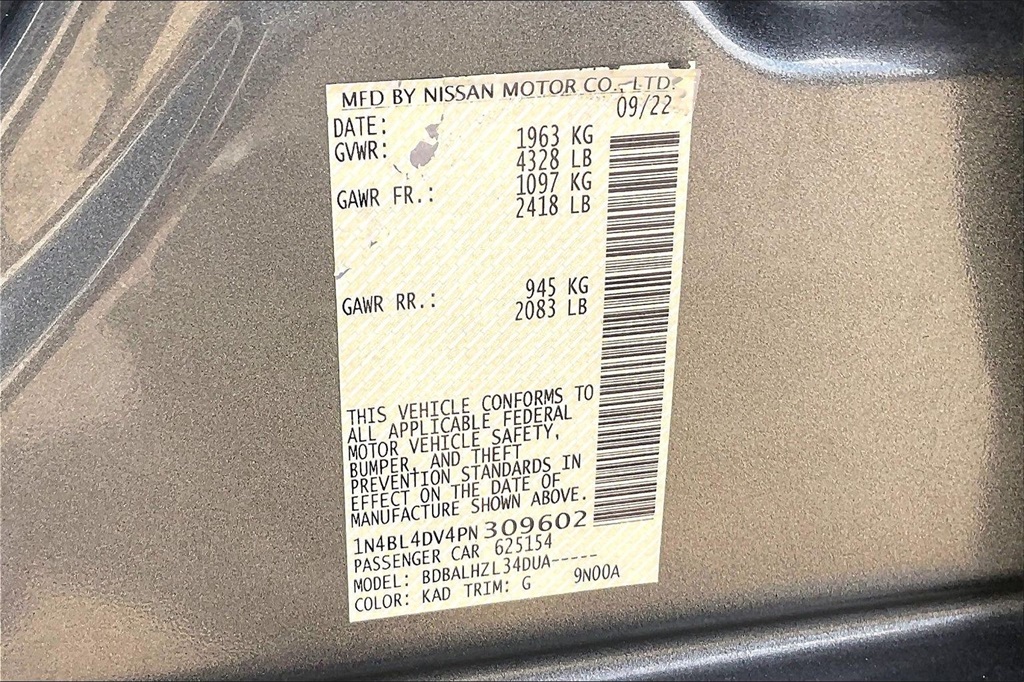 MFD BY NISSAN MOTOR CO., LTD.
DATE: 09/22
GVWR: 1963 KG
4328 LB
GAWR FR.: 1097 KG
2418 LB
GAWR RR.: 945 KG
2083 LB
THIS VEHICLE CONFORMS TO
ALL APPLICABLE FEDERAL
MOTOR VEHICLE SAFETY,
BUMPER, AND THEFT
PREVENTION STANDARDS IN
EFFECT ON THE DATE OF
MANUFACTURE SHOWN ABOVE.
1N4BL4DV4PN309602
PASSENGER CAR 625154
MODEL: BDBALHZL34DUA-----
COLOR: KAD TRIM: G 9N00A